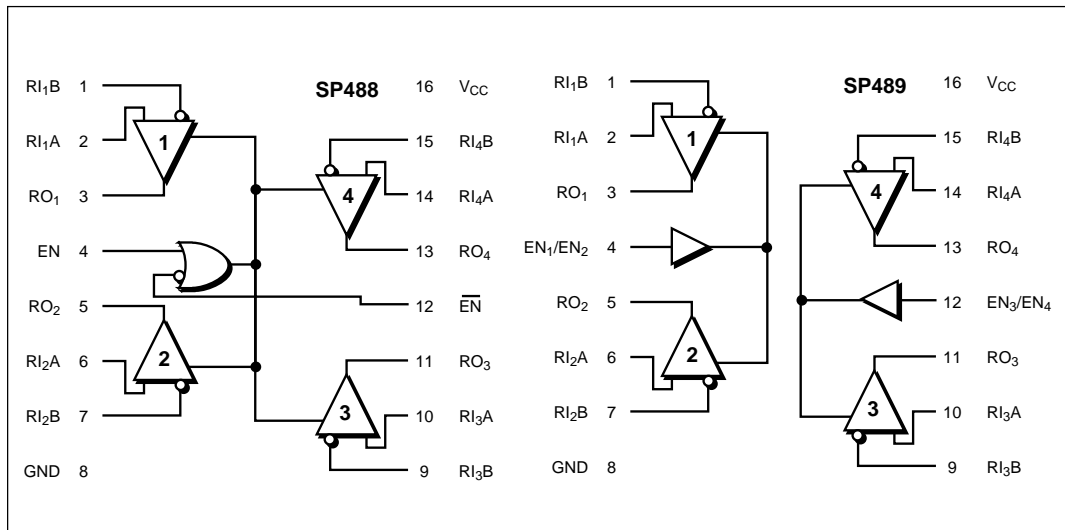 SP488
RI₁B 1
RI₁A 2
RO₁ 3
EN 4
RO₂ 5
RI₂A 6
RI₂B 7
GND 8
16 VCC
15 RI₄B
14 RI₄A
13 RO₄
12 E̅N̅
11 RO₃
10 RI₃A
9 RI₃B
1
2
3
4
SP489
RI₁B 1
RI₁A 2
RO₁ 3
EN₁/EN₂ 4
RO₂ 5
RI₂A 6
RI₂B 7
GND 8
16 VCC
15 RI₄B
14 RI₄A
13 RO₄
12 EN₃/EN₄
11 RO₃
10 RI₃A
9 RI₃B
1
2
3
4